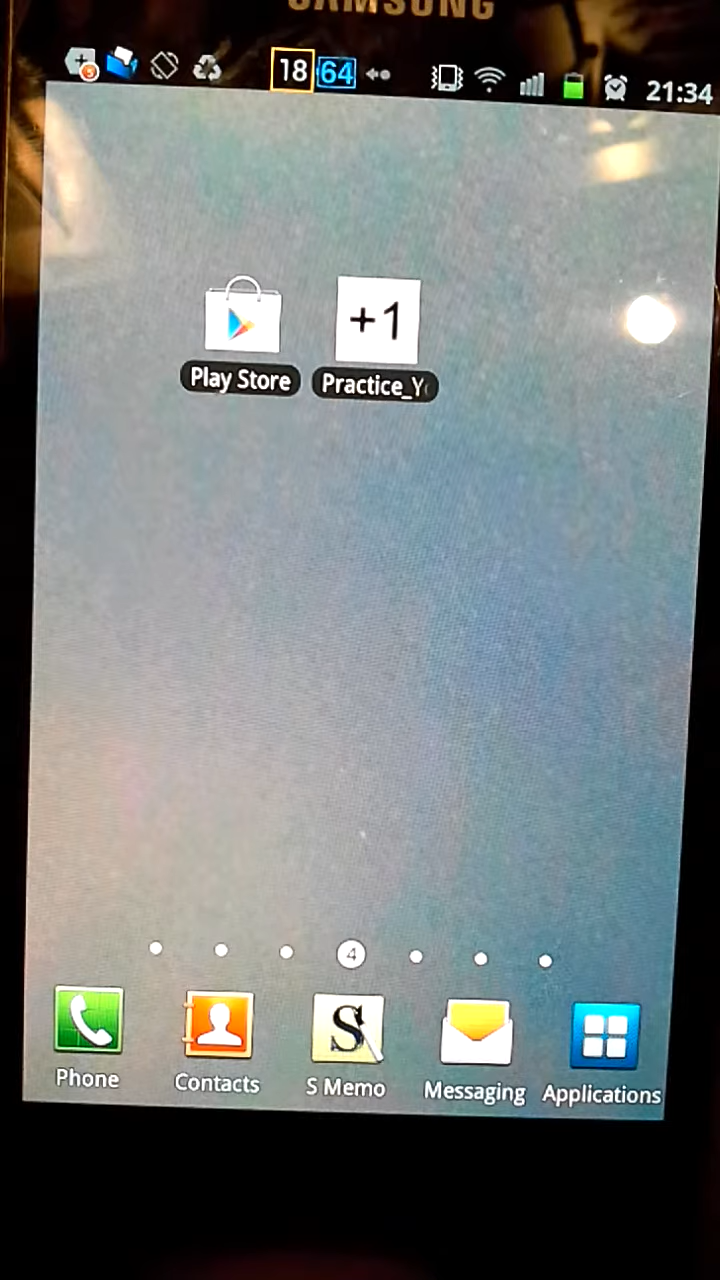 SAMSUNG
18 64 21:34
+1
Play Store Practice_Y
4
S
Phone Contacts S Memo Messaging Applications